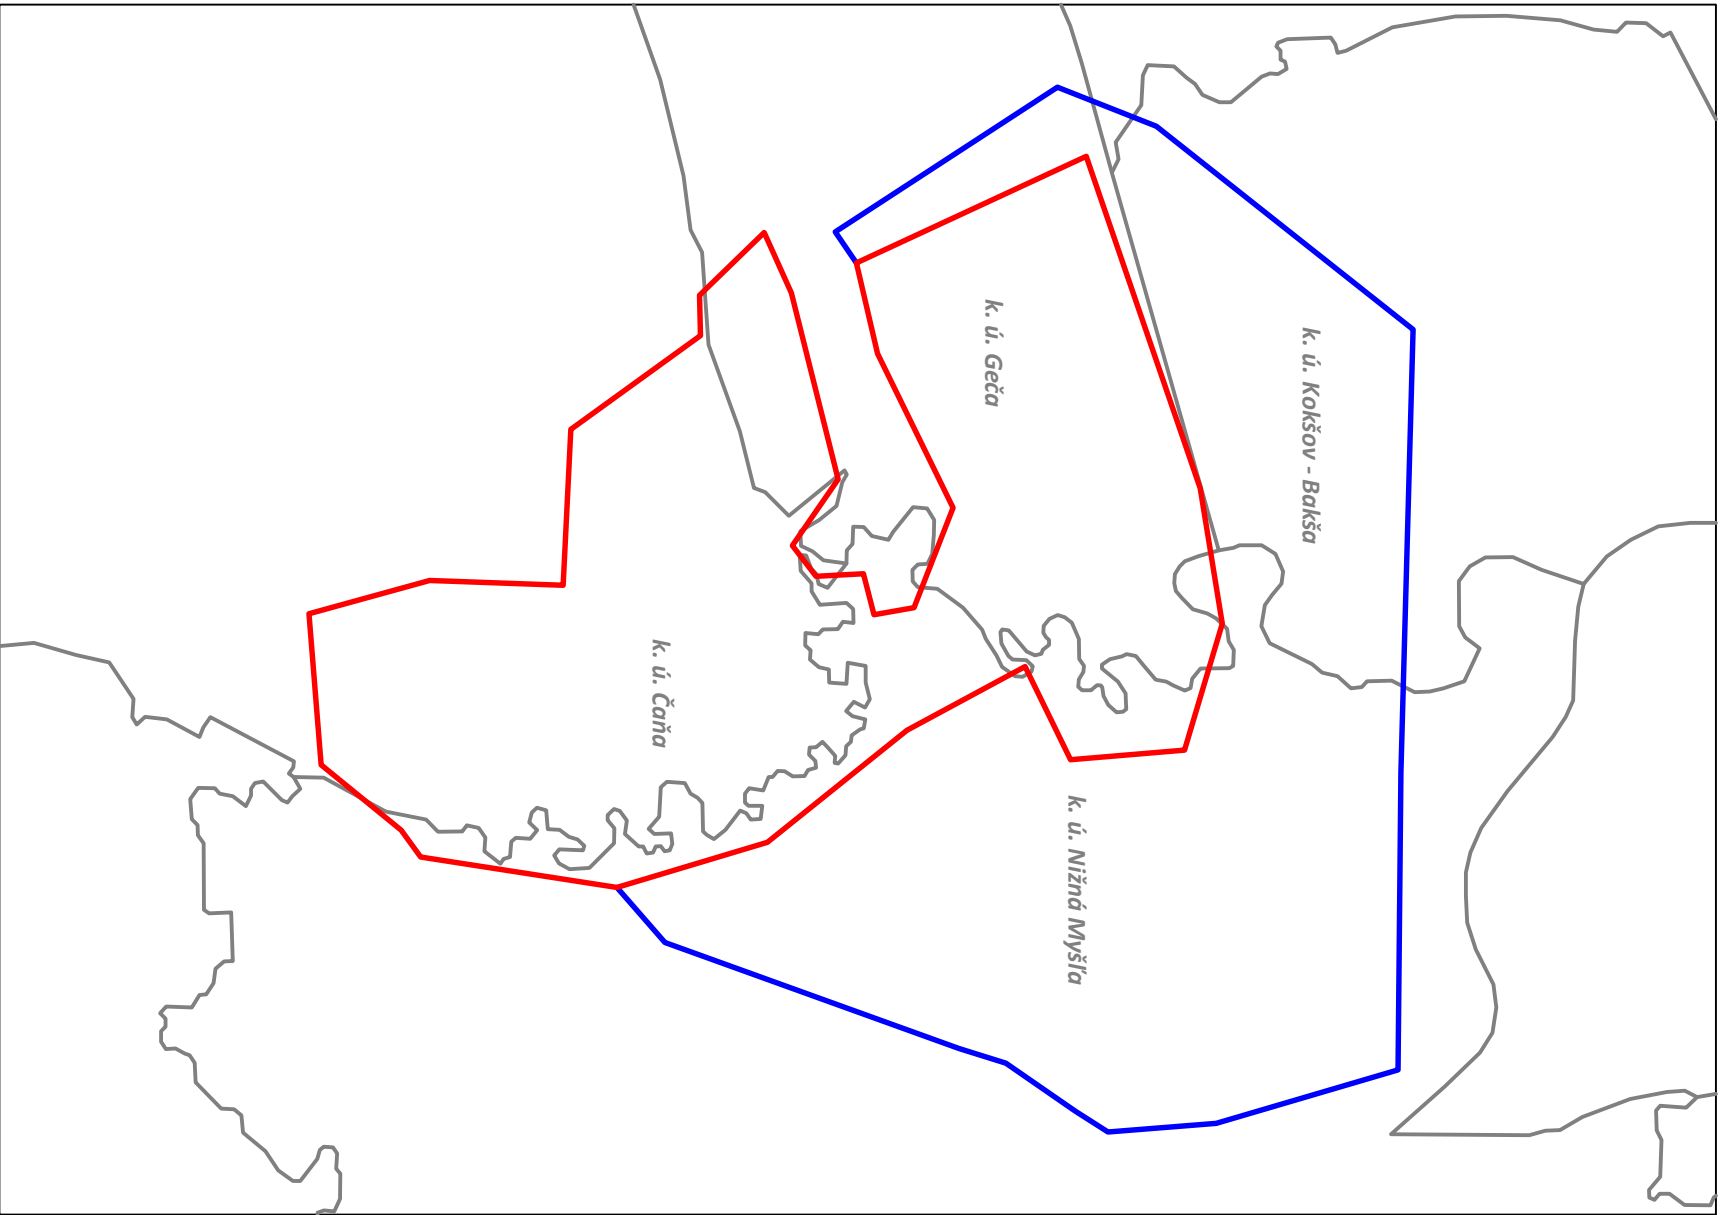 k. ú. Kokšov - Bakša
k. ú. Geča
k. ú. Nižná Myšľa
k. ú. Čaňa